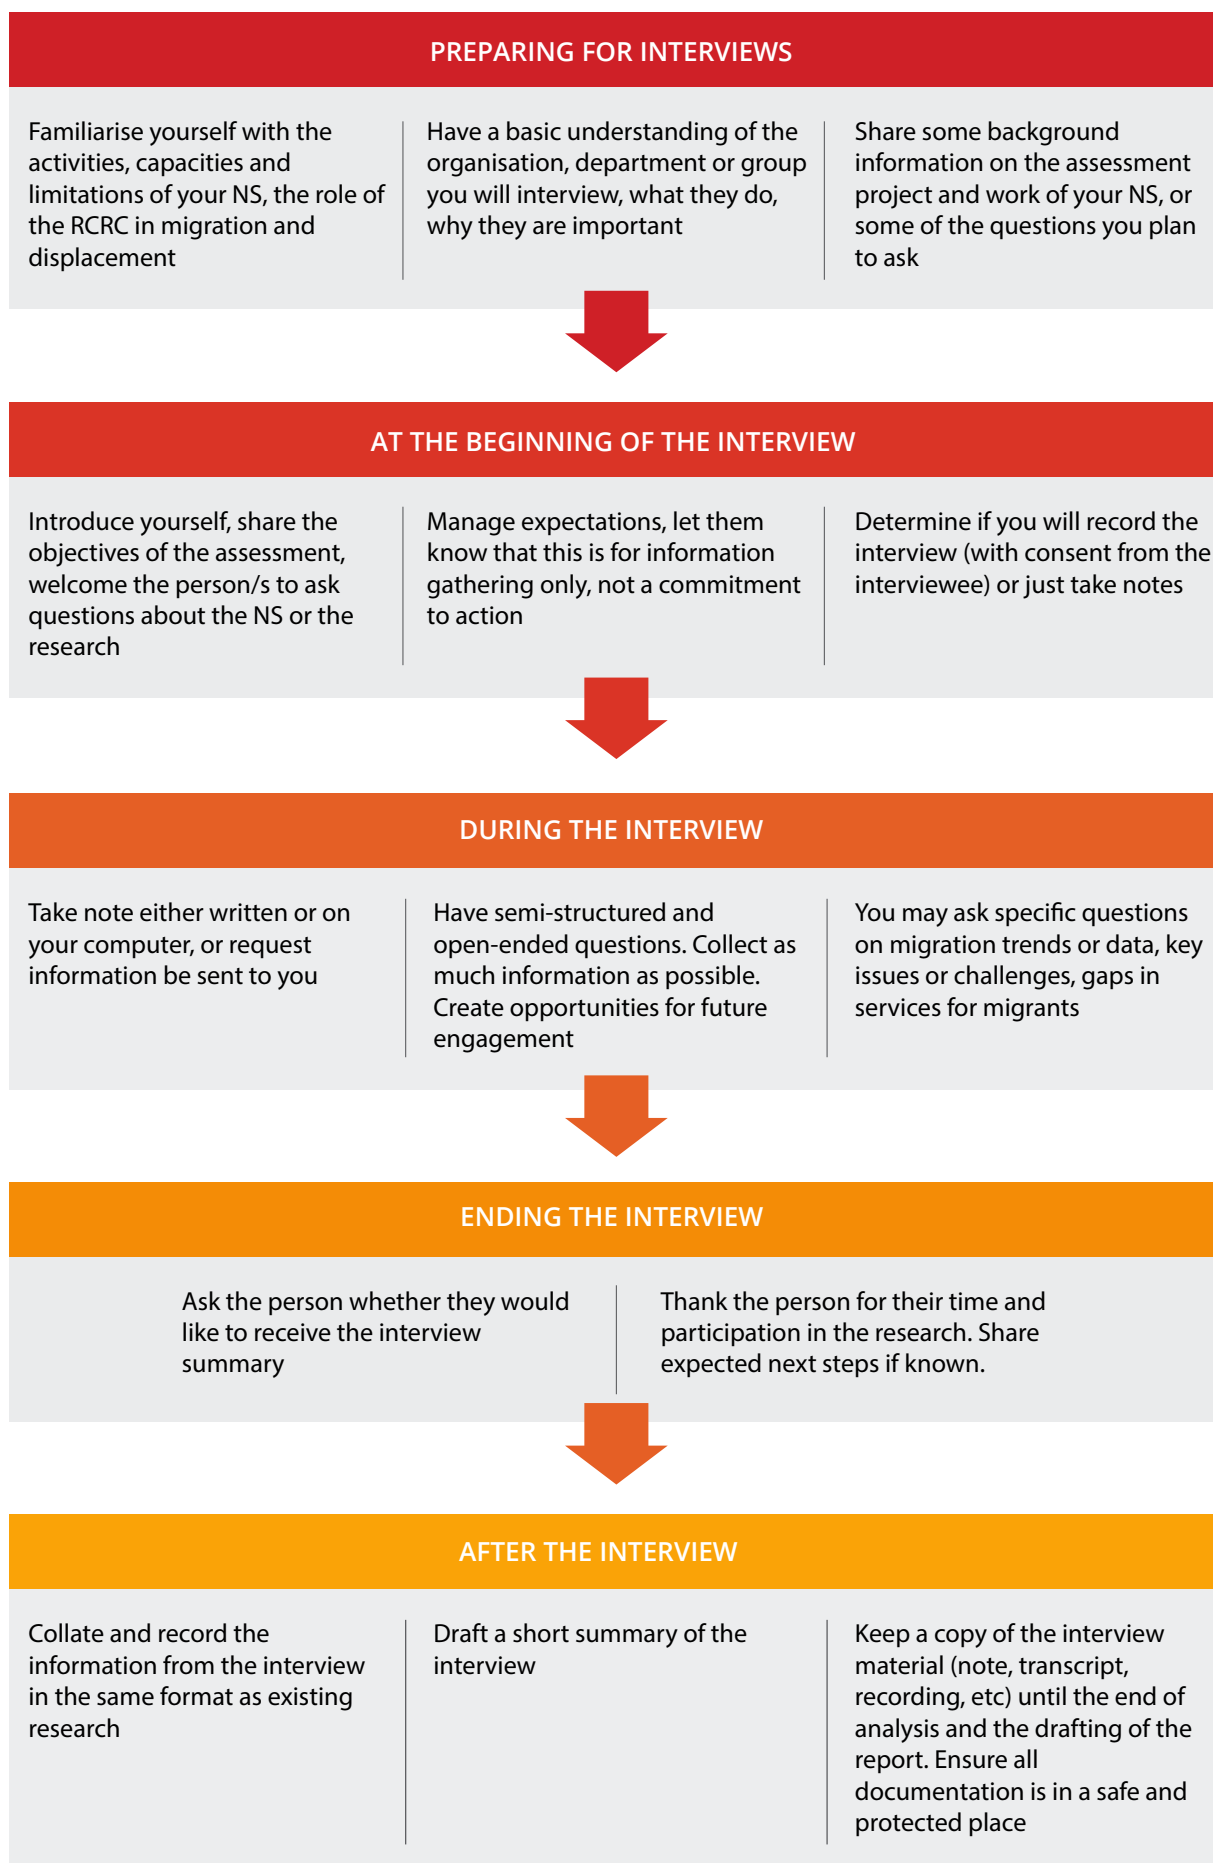 PREPARING FOR INTERVIEWS
Familiarise yourself with the
activities, capacities and
limitations of your NS, the role of
the RCRC in migration and
displacement
Have a basic understanding of the
organisation, department or group
you will interview, what they do,
why they are important
Share some background
information on the assessment
project and work of your NS, or
some of the questions you plan
to ask
AT THE BEGINNING OF THE INTERVIEW
Introduce yourself, share the
objectives of the assessment,
welcome the person/s to ask
questions about the NS or the
research
Manage expectations, let them
know that this is for information
gathering only, not a commitment
to action
Determine if you will record the
interview (with consent from the
interviewee) or just take notes
DURING THE INTERVIEW
Take note either written or on
your computer, or request
information be sent to you
Have semi-structured and
open-ended questions. Collect as
much information as possible.
Create opportunities for future
engagement
You may ask specific questions
on migration trends or data, key
issues or challenges, gaps in
services for migrants
ENDING THE INTERVIEW
Ask the person whether they would
like to receive the interview
summary
Thank the person for their time and
participation in the research. Share
expected next steps if known.
AFTER THE INTERVIEW
Collate and record the
information from the interview
in the same format as existing
research
Draft a short summary of the
interview
Keep a copy of the interview
material (note, transcript,
recording, etc) until the end of
analysis and the drafting of the
report. Ensure all
documentation is in a safe and
protected place